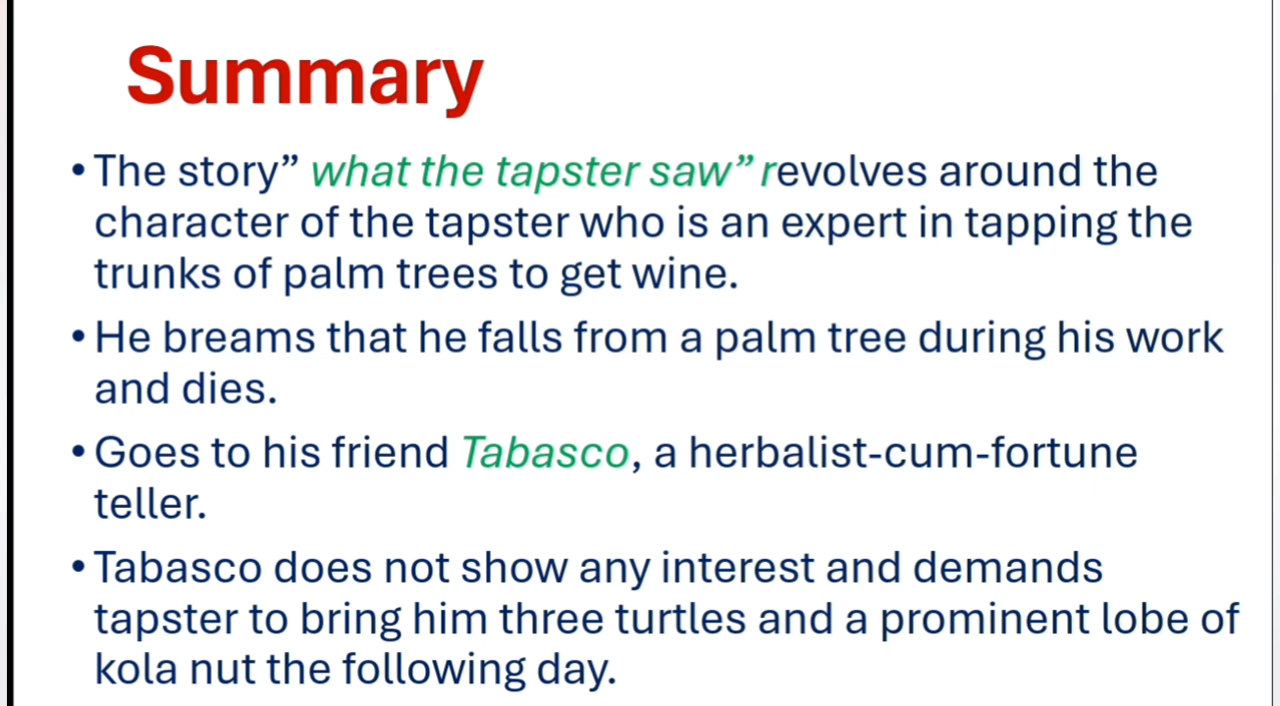 Summary
• The story” what the tapster saw” revolves around the
character of the tapster who is an expert in tapping the
trunks of palm trees to get wine.
• He breams that he falls from a palm tree during his work
and dies.
• Goes to his friend Tabasco, a herbalist-cum-fortune
teller.
• Tabasco does not show any interest and demands
tapster to bring him three turtles and a prominent lobe of
kola nut the following day.